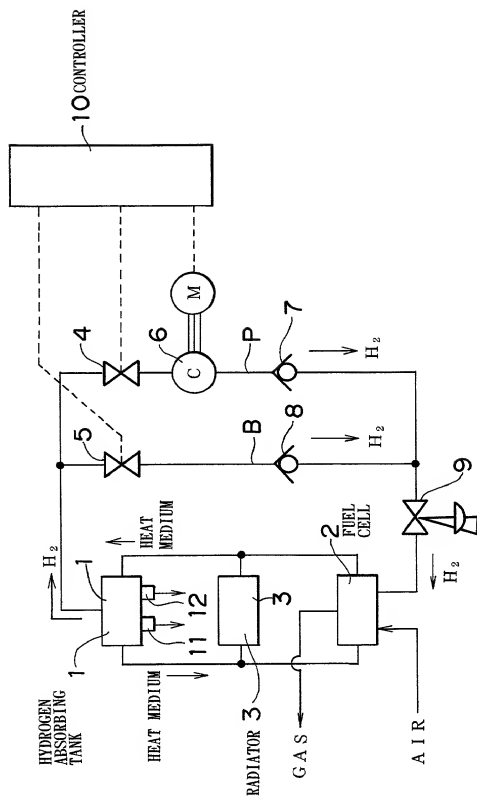 10 CONTROLLER
M
C
6
4
5
P
7
H2
B
8
H2
9
H2
HEAT MEDIUM
1
1
11
12
HYDROGEN
ABSORBING
TANK
HEAT MEDIUM
H2
3
RADIATOR 3
2
FUEL
CELL
GAS
AIR